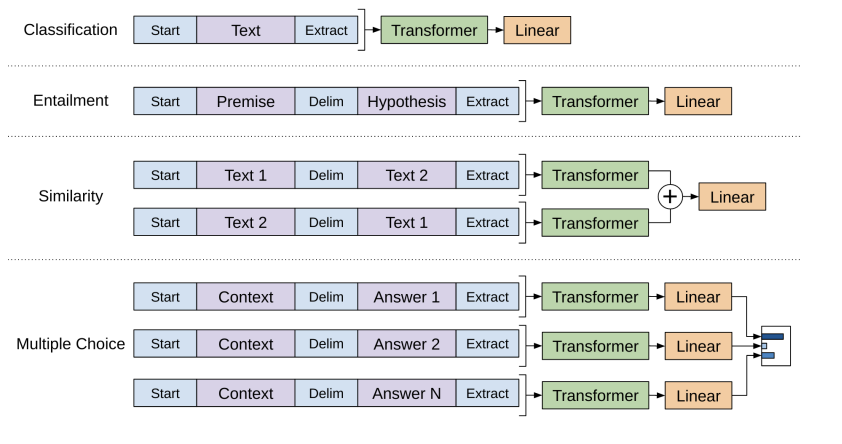 Classification Start Text Extract Transformer Linear
Entailment Start Premise Delim Hypothesis Extract Transformer Linear
Similarity
Start Text 1 Delim Text 2 Extract Transformer
+ Linear
Start Text 2 Delim Text 1 Extract Transformer
Multiple Choice
Start Context Delim Answer 1 Extract Transformer Linear
Start Context Delim Answer 2 Extract Transformer Linear
Start Context Delim Answer N Extract Transformer Linear